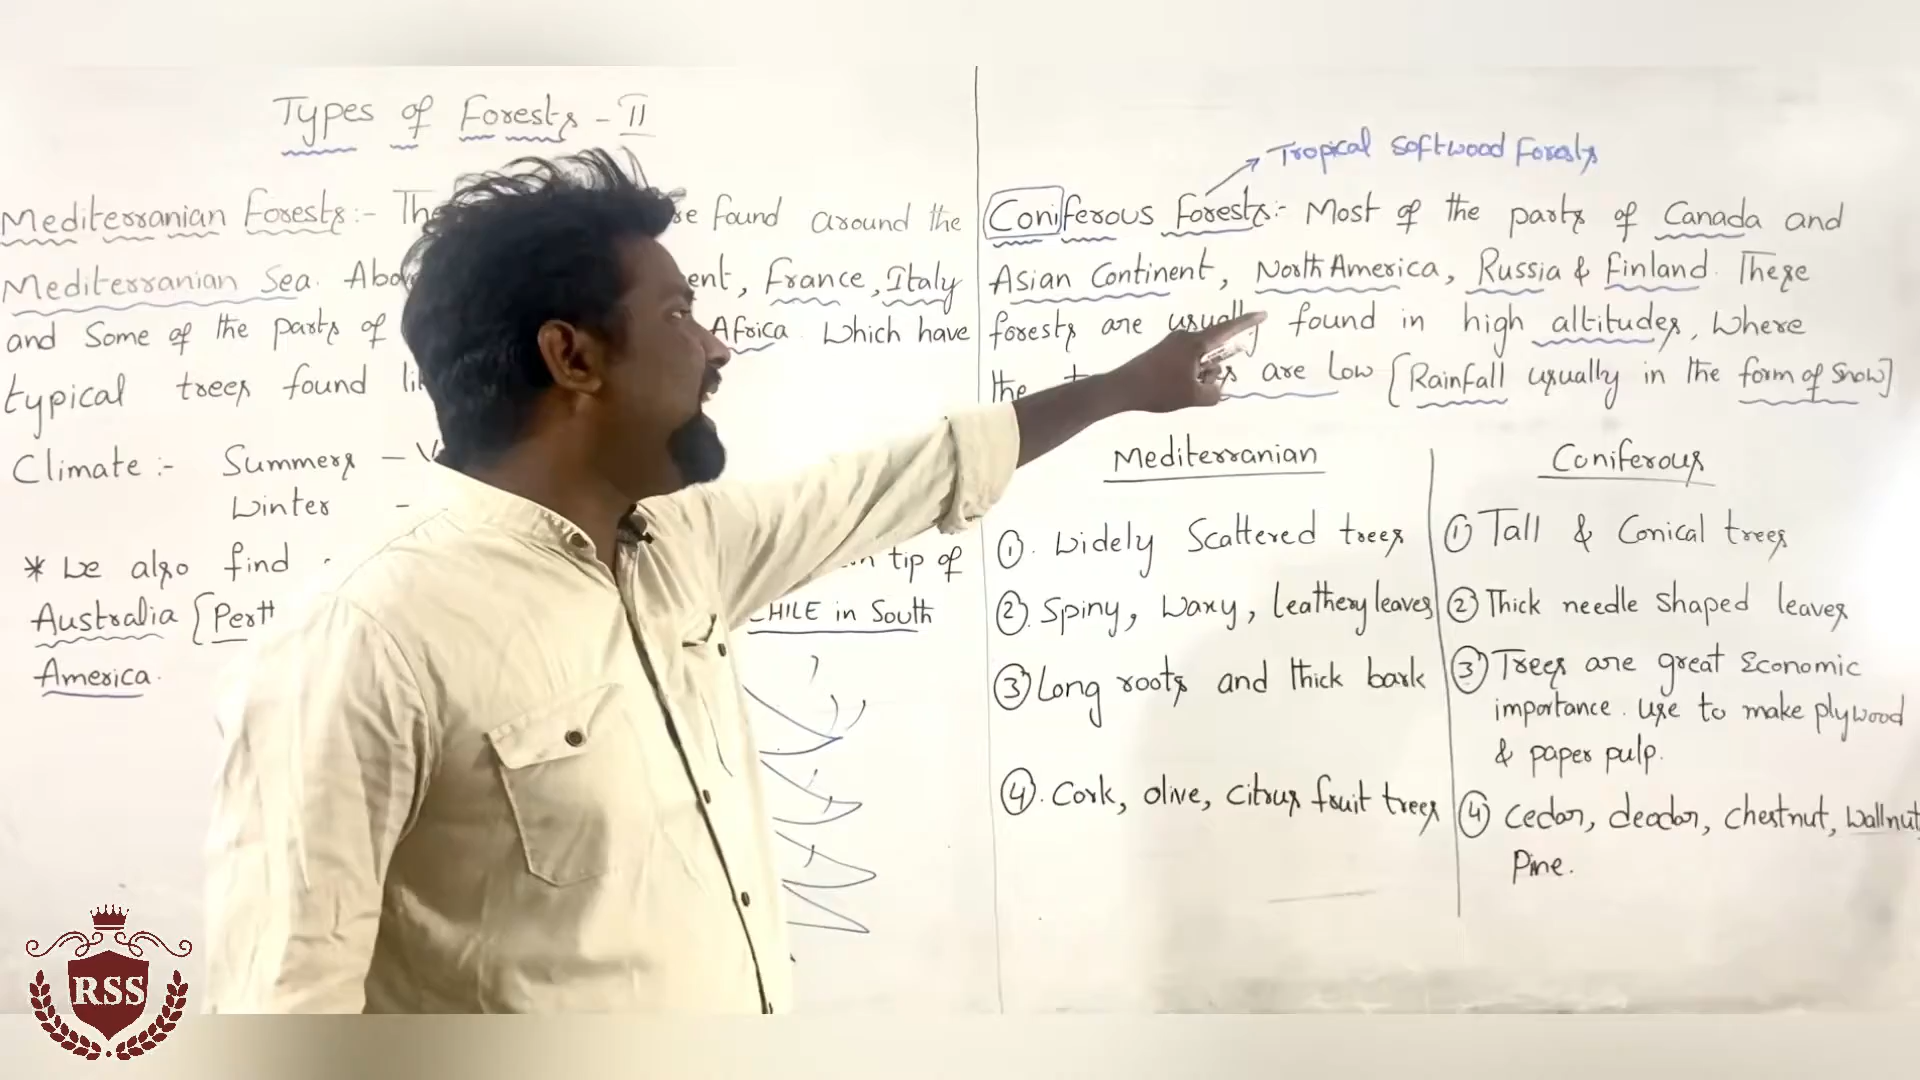 Types of Forests - II
Mediterranian Forests:- found around the
Mediterranian Sea. France, Italy
and Some of the parts of Africa which have
typical trees found
Climate:- Summers -
Winter -
* We also find tip of
Australia [Perth CHILE in South
America.
Tropical Softwood Forests
Coniferous Forests:- Most of the parts of Canada and
Asian Continent, North America, Russia & Finland. These
forests are usually found in high altitudes, where
the are low [Rainfall usually in the form of snow]
Mediterranian
① Widely Scattered trees
② Spiny, Waxy, leathery leaves
③ Long roots and thick bark
④ Cork, olive, citrus fruit trees
Coniferous
① Tall & Conical trees
② Thick needle shaped leaves
③ Trees are great Economic
importance. use to make plywood
& paper pulp.
④ Cedar, deodar, chestnut, wallnut,
Pine.
RSS